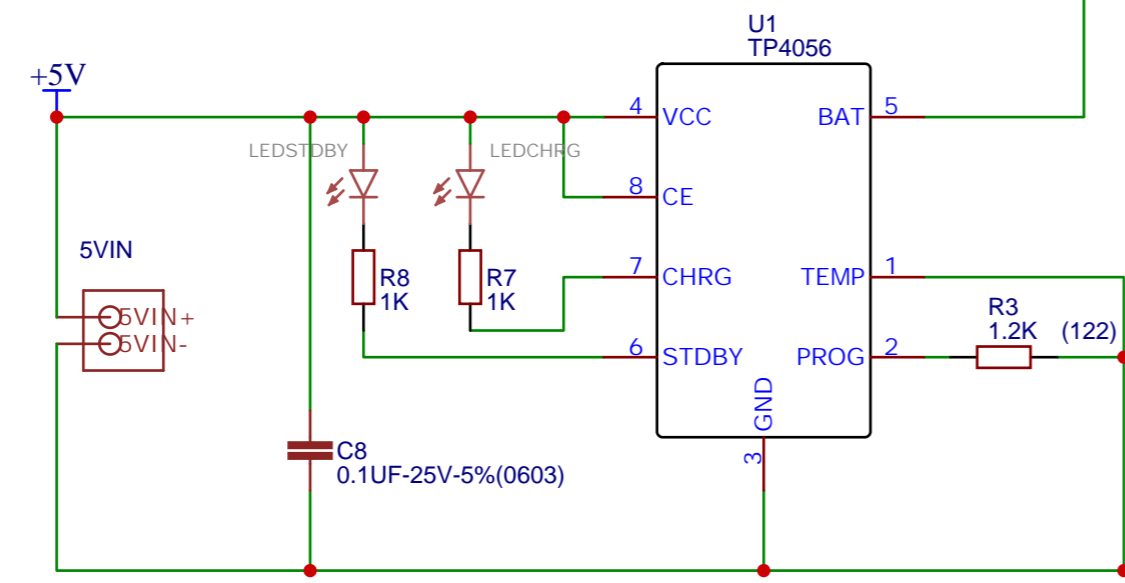 U1
TP4056
+5V
4
VCC
BAT
5
LEDSTDBY
LEDCHRG
8
CE
5VIN
7
CHRG
TEMP
1
R8
1K
R7
1K
R3
1.2K (122)
5VIN+
5VIN-
6
STDBY
PROG
2
GND
3
C8
0.1UF-25V-5%(0603)